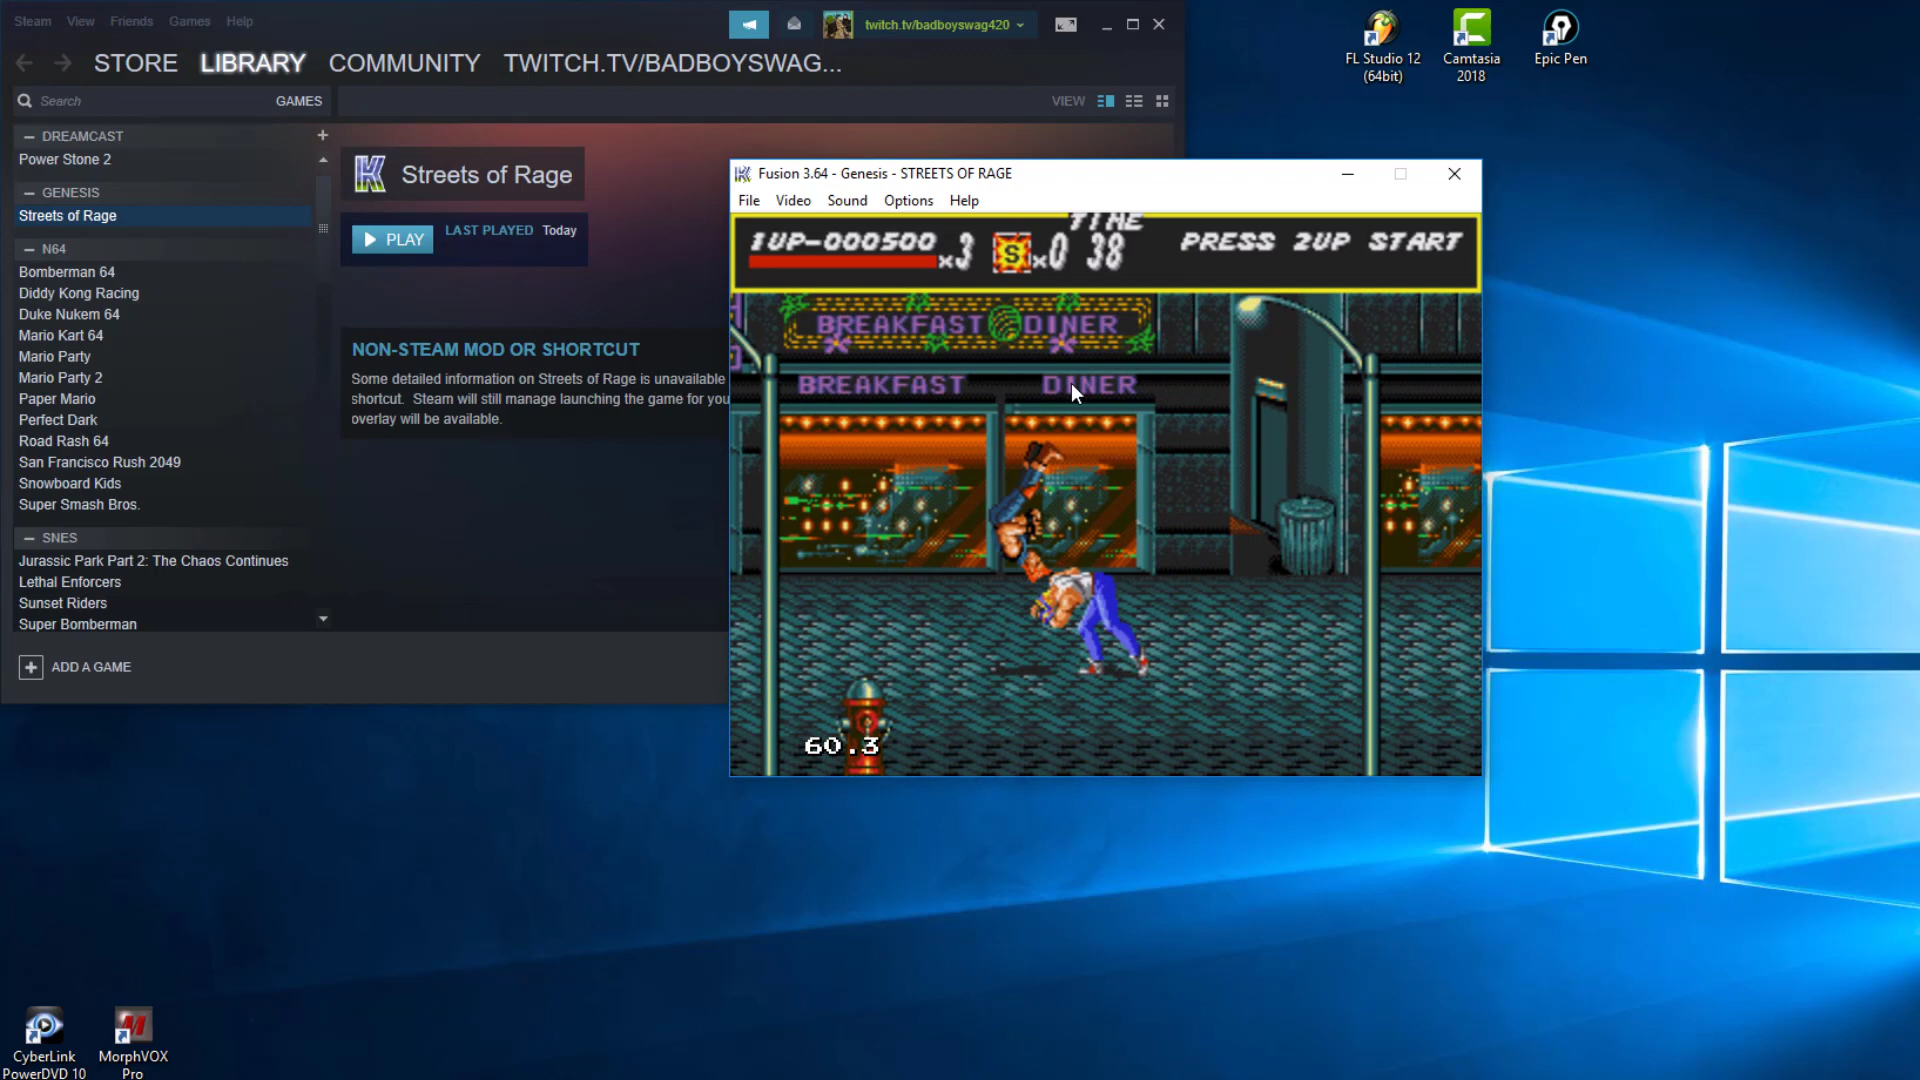 Steam View Friends Games Help
twitch.tv/badboyswag420
STORE LIBRARY COMMUNITY TWITCH.TV/BADBOYSWAG...
Search
GAMES
VIEW
DREAMCAST
Power Stone 2
GENESIS
Streets of Rage
N64
Bomberman 64
Diddy Kong Racing
Duke Nukem 64
Mario Kart 64
Mario Party
Mario Party 2
Paper Mario
Perfect Dark
Road Rash 64
San Francisco Rush 2049
Snowboard Kids
Super Smash Bros.
SNES
Jurassic Park Part 2: The Chaos Continues
Lethal Enforcers
Sunset Riders
Super Bomberman
ADD A GAME
Streets of Rage
PLAY
LAST PLAYED Today
NON-STEAM MOD OR SHORTCUT
Some detailed information on Streets of Rage is unavailable
shortcut. Steam will still manage launching the game for you
overlay will be available.
Fusion 3.64 - Genesis - STREETS OF RAGE
File Video Sound Options Help
TIME
1UP-000500 x3 S x0 38 PRESS 2UP START
BREAKFAST DINER
BREAKFAST DINER
60.3
FL Studio 12
(64bit)
Camtasia
2018
Epic Pen
CyberLink
PowerDVD 10
MorphVOX
Pro